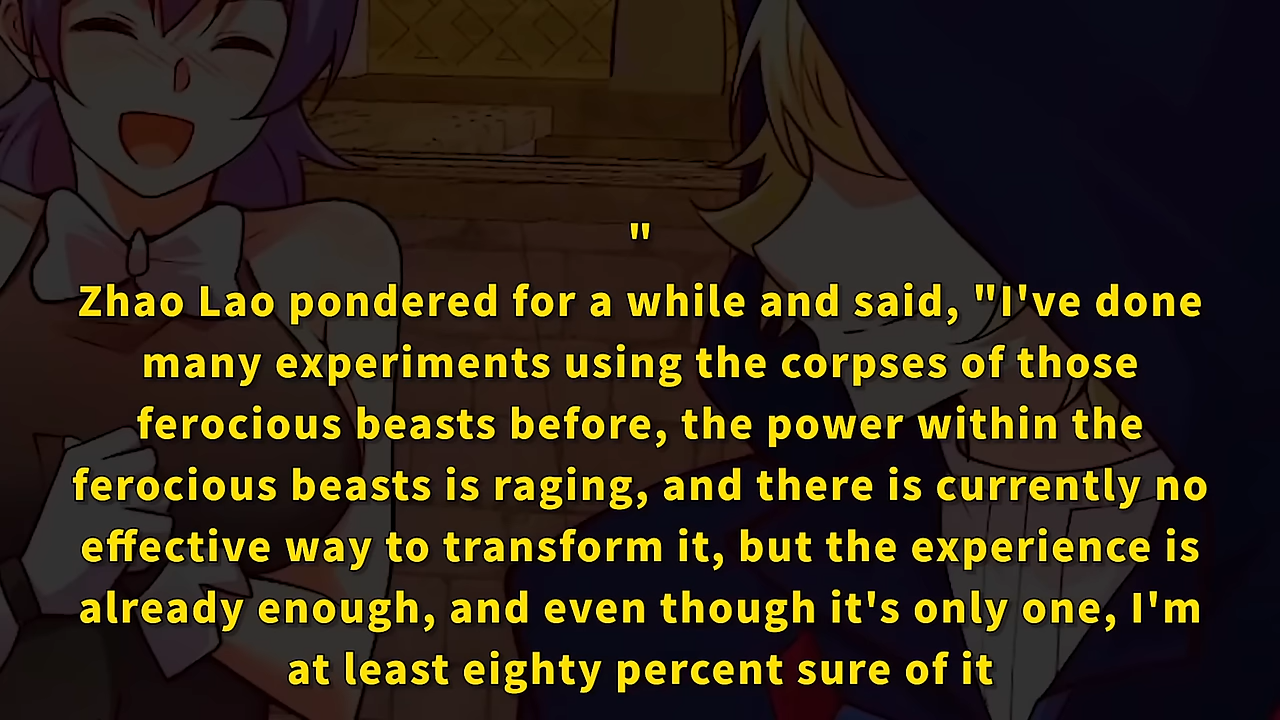 "
Zhao Lao pondered for a while and said, "I've done
many experiments using the corpses of those
ferocious beasts before, the power within the
ferocious beasts is raging, and there is currently no
effective way to transform it, but the experience is
already enough, and even though it's only one, I'm
at least eighty percent sure of it